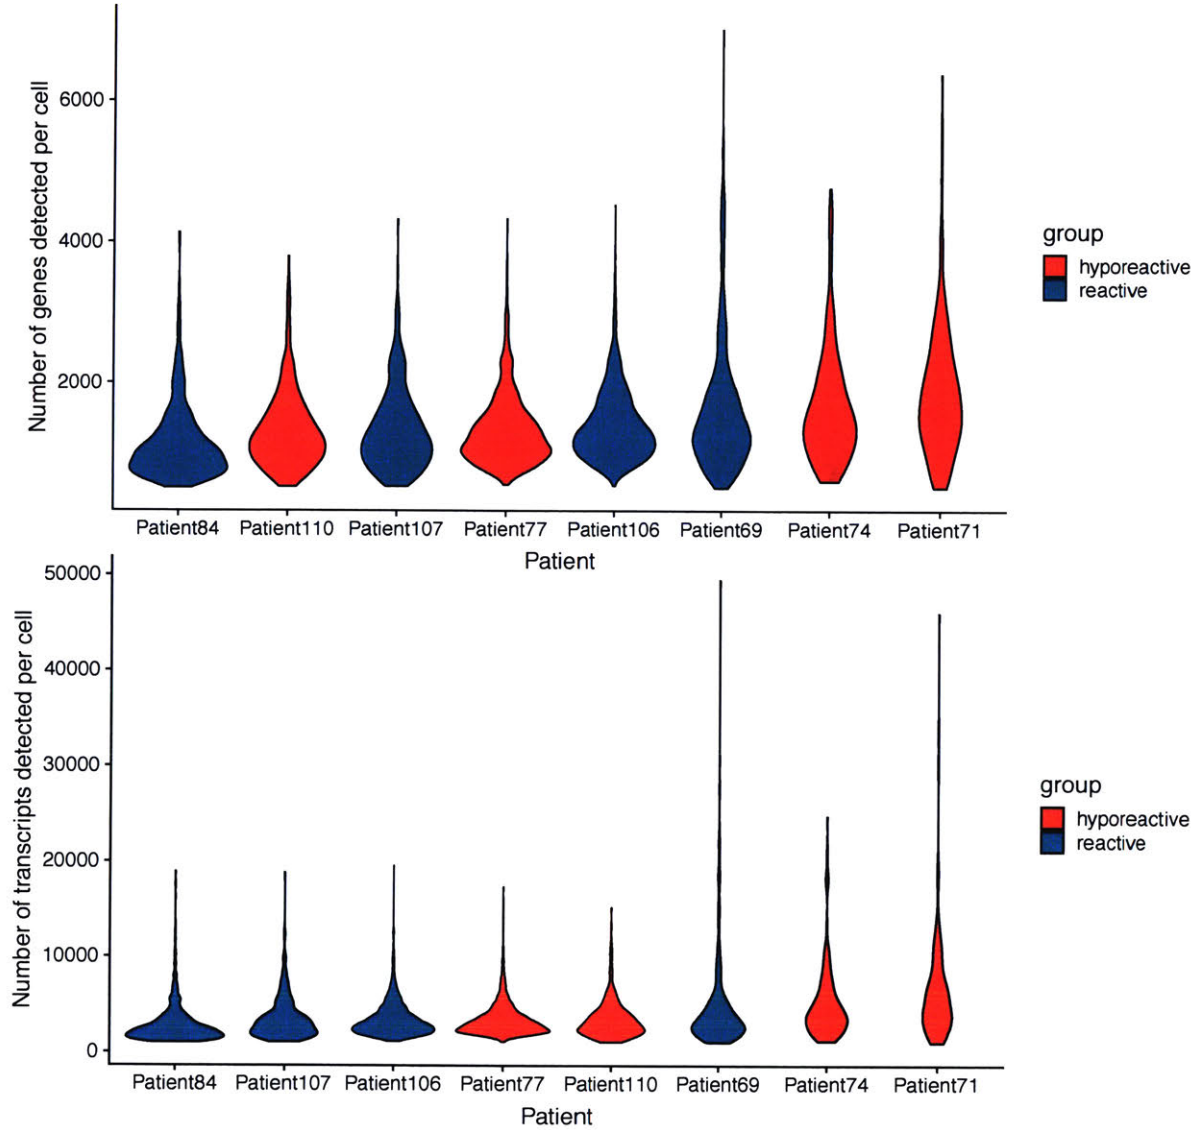 Number of genes detected per cell
6000
4000
2000
Patient84 Patient110 Patient107 Patient77 Patient106 Patient69 Patient74 Patient71
Patient
group
hyporeactive
reactive
Number of transcripts detected per cell
50000
40000
30000
20000
10000
0
Patient84 Patient107 Patient106 Patient77 Patient110 Patient69 Patient74 Patient71
Patient
group
hyporeactive
reactive